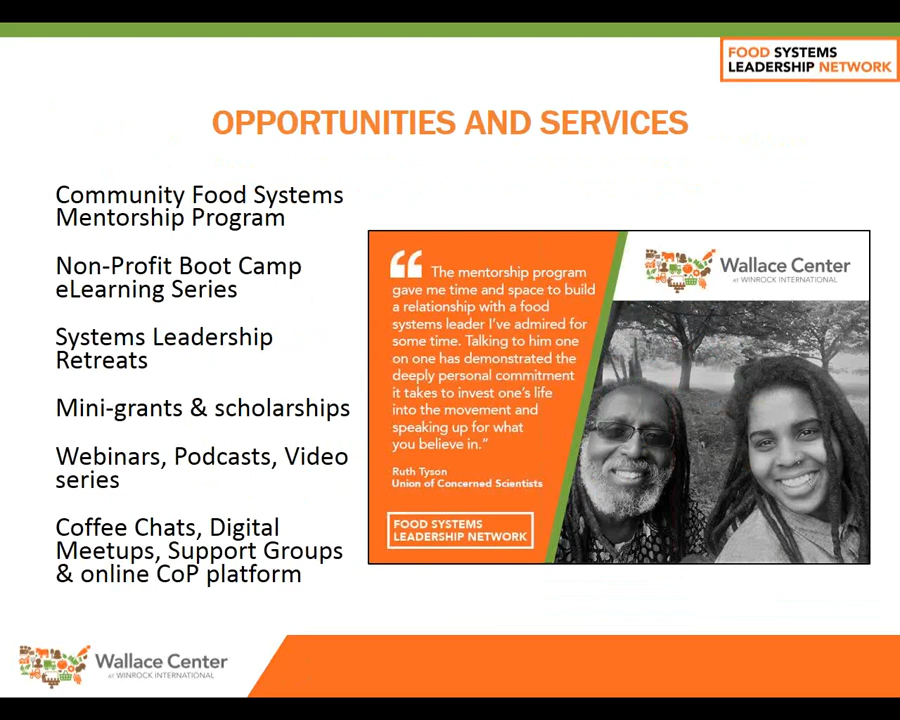 FOOD SYSTEMS
LEADERSHIP NETWORK
OPPORTUNITIES AND SERVICES
Community Food Systems
Mentorship Program
Non-Profit Boot Camp
eLearning Series
Systems Leadership
Retreats
Mini-grants & scholarships
Webinars, Podcasts, Video
series
Coffee Chats, Digital
Meetups, Support Groups
& online CoP platform
“ The mentorship program
gave me time and space to build
a relationship with a food
systems leader I’ve admired for
some time. Talking to him one
on one has demonstrated the
deeply personal commitment
it takes to invest one’s life
into the movement and
speaking up for what
you believe in.”
Ruth Tyson
Union of Concerned Scientists
FOOD SYSTEMS
LEADERSHIP NETWORK
Wallace Center
AT WINROCK INTERNATIONAL
Wallace Center
AT WINROCK INTERNATIONAL